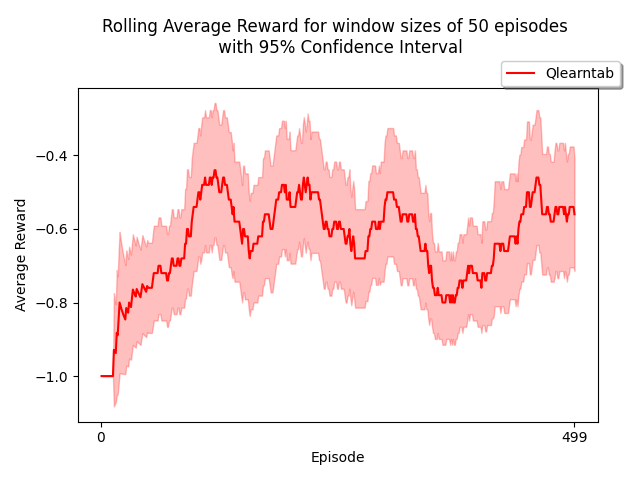 Rolling Average Reward for window sizes of 50 episodes
with 95% Confidence Interval
Qlearntab
Average Reward
−0.4
−0.6
−0.8
−1.0
0
499
Episode